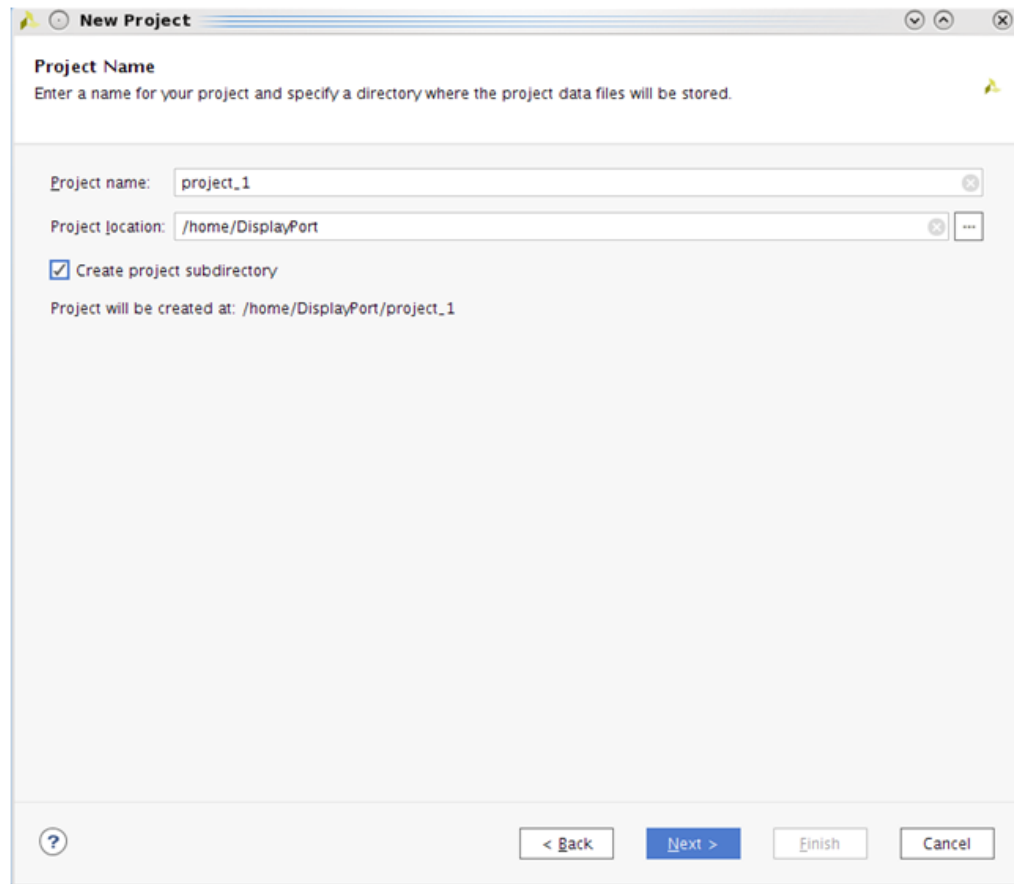 New Project
Project Name
Enter a name for your project and specify a directory where the project data files will be stored.
Project name: project_1
Project location: /home/DisplayPort
...
Create project subdirectory
Project will be created at: /home/DisplayPort/project_1
? < Back Next > Finish Cancel